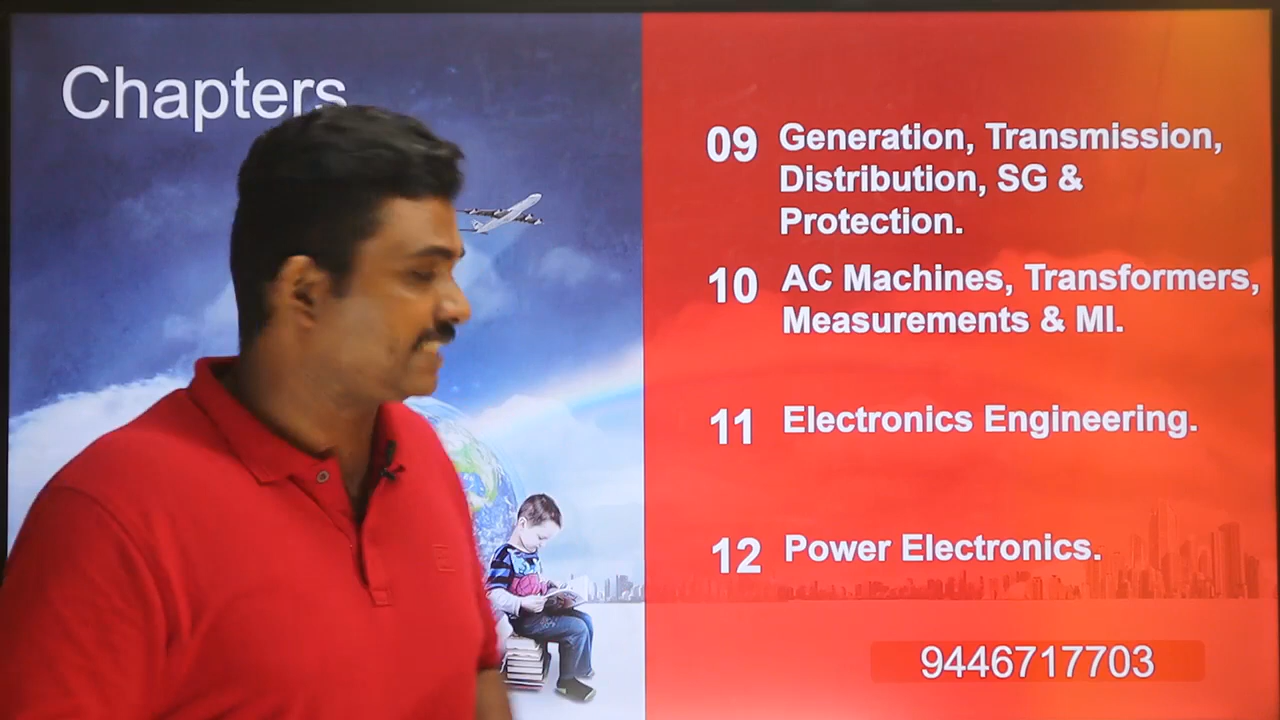 Chapters
09 Generation, Transmission,
Distribution, SG &
Protection.
10 AC Machines, Transformers,
Measurements & MI.
11 Electronics Engineering.
12 Power Electronics.
9446717703